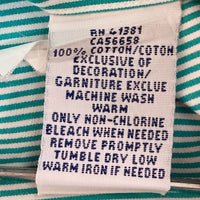 RN 41381
CA56658
100% COTTON/COTON
EXCLUSIVE OF
DECORATION/
GARNITURE EXCLUE
MACHINE WASH
WARM
ONLY NON-CHLORINE
BLEACH WHEN NEEDED
REMOVE PROMPTLY
TUMBLE DRY LOW
WARM IRON IF NEEDED